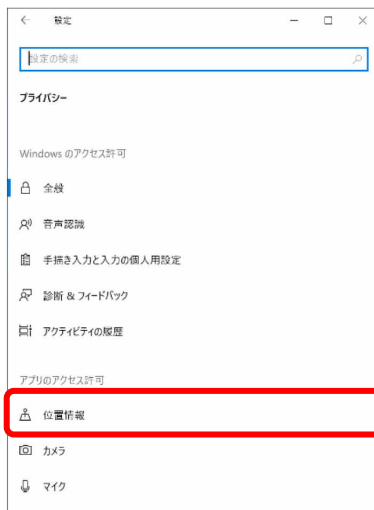 設定
設定の検索
プライバシー
Windows のアクセス許可
全般
音声認識
手描き入力と入力の個人用設定
診断 & フィードバック
アクティビティの履歴
アプリのアクセス許可
位置情報
カメラ
マイク